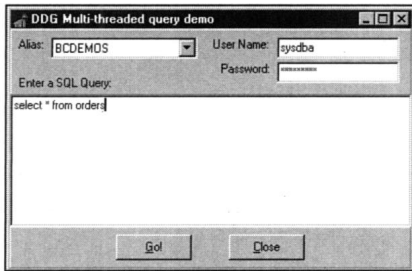 DDG Multi-threaded query demo
Alias: BCDEMOS User Name: sysdba
Password: *********
Enter a SQL Query:
select * from orders
Go! Close